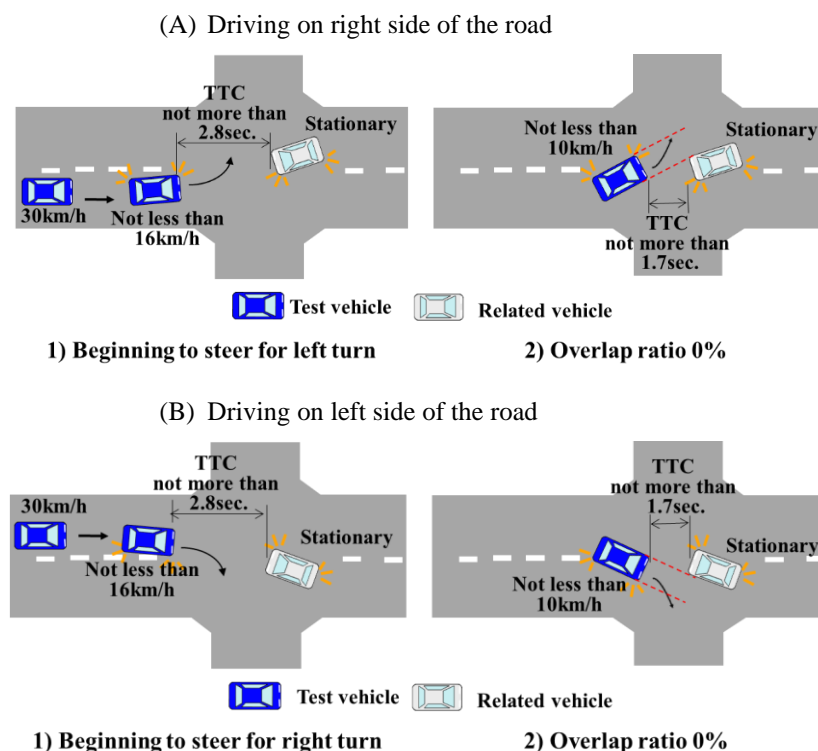 (A) Driving on right side of the road
TTC
not more than
2.8sec.
Stationary
30km/h
Not less than
16km/h
Not less than
10km/h
Stationary
TTC
not more than
1.7sec.
Test vehicle
Related vehicle
1) Beginning to steer for left turn
2) Overlap ratio 0%
(B) Driving on left side of the road
TTC
not more than
2.8sec.
30km/h
Stationary
Not less than
16km/h
TTC
not more than
1.7sec.
Stationary
Not less than
10km/h
Test vehicle
Related vehicle
1) Beginning to steer for right turn
2) Overlap ratio 0%